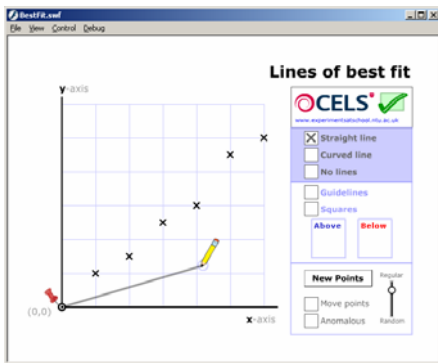 BestFit.swf
File View Control Debug
Lines of best fit
y-axis
OCELS
www.experimentsatschool.ntu.ac.uk
Straight line
Curved line
No lines
Guidelines
Squares
Above Below
New Points
Regular
Move points
Anomalous
Random
(0,0)
x-axis